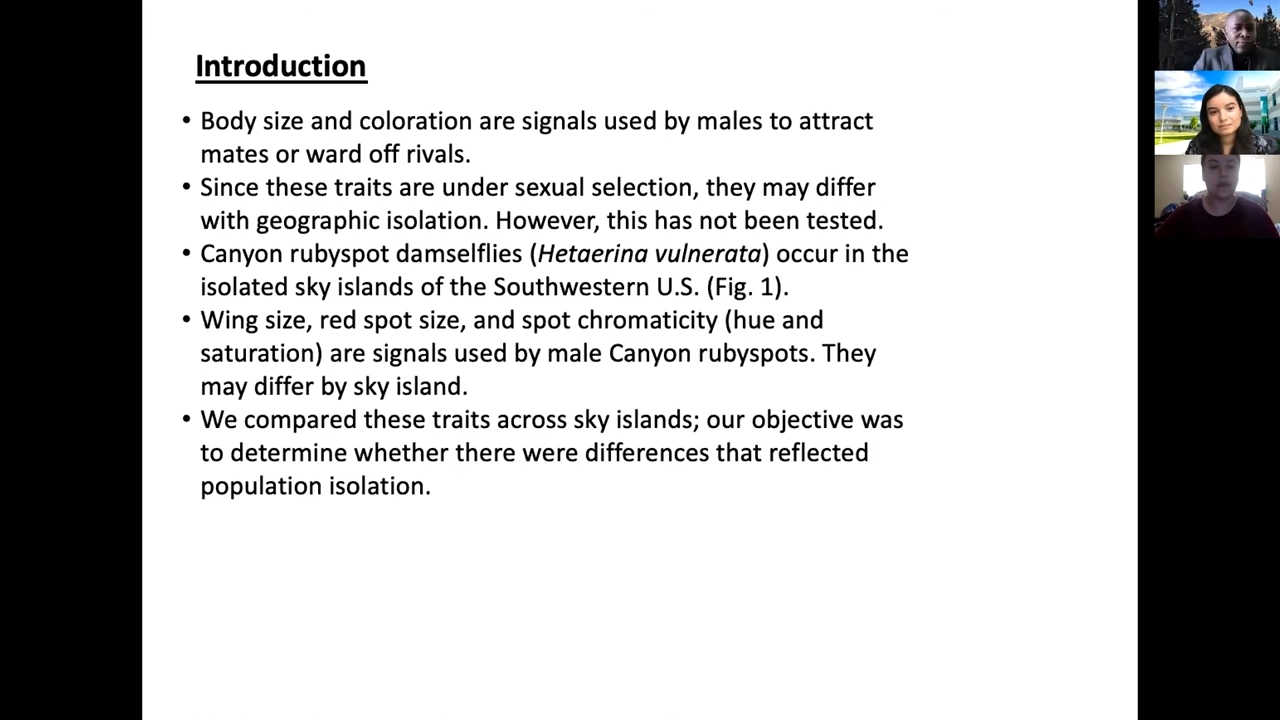 Introduction
• Body size and coloration are signals used by males to attract
mates or ward off rivals.
• Since these traits are under sexual selection, they may differ
with geographic isolation. However, this has not been tested.
• Canyon rubyspot damselflies (Hetaerina vulnerata) occur in the
isolated sky islands of the Southwestern U.S. (Fig. 1).
• Wing size, red spot size, and spot chromaticity (hue and
saturation) are signals used by male Canyon rubyspots. They
may differ by sky island.
• We compared these traits across sky islands; our objective was
to determine whether there were differences that reflected
population isolation.